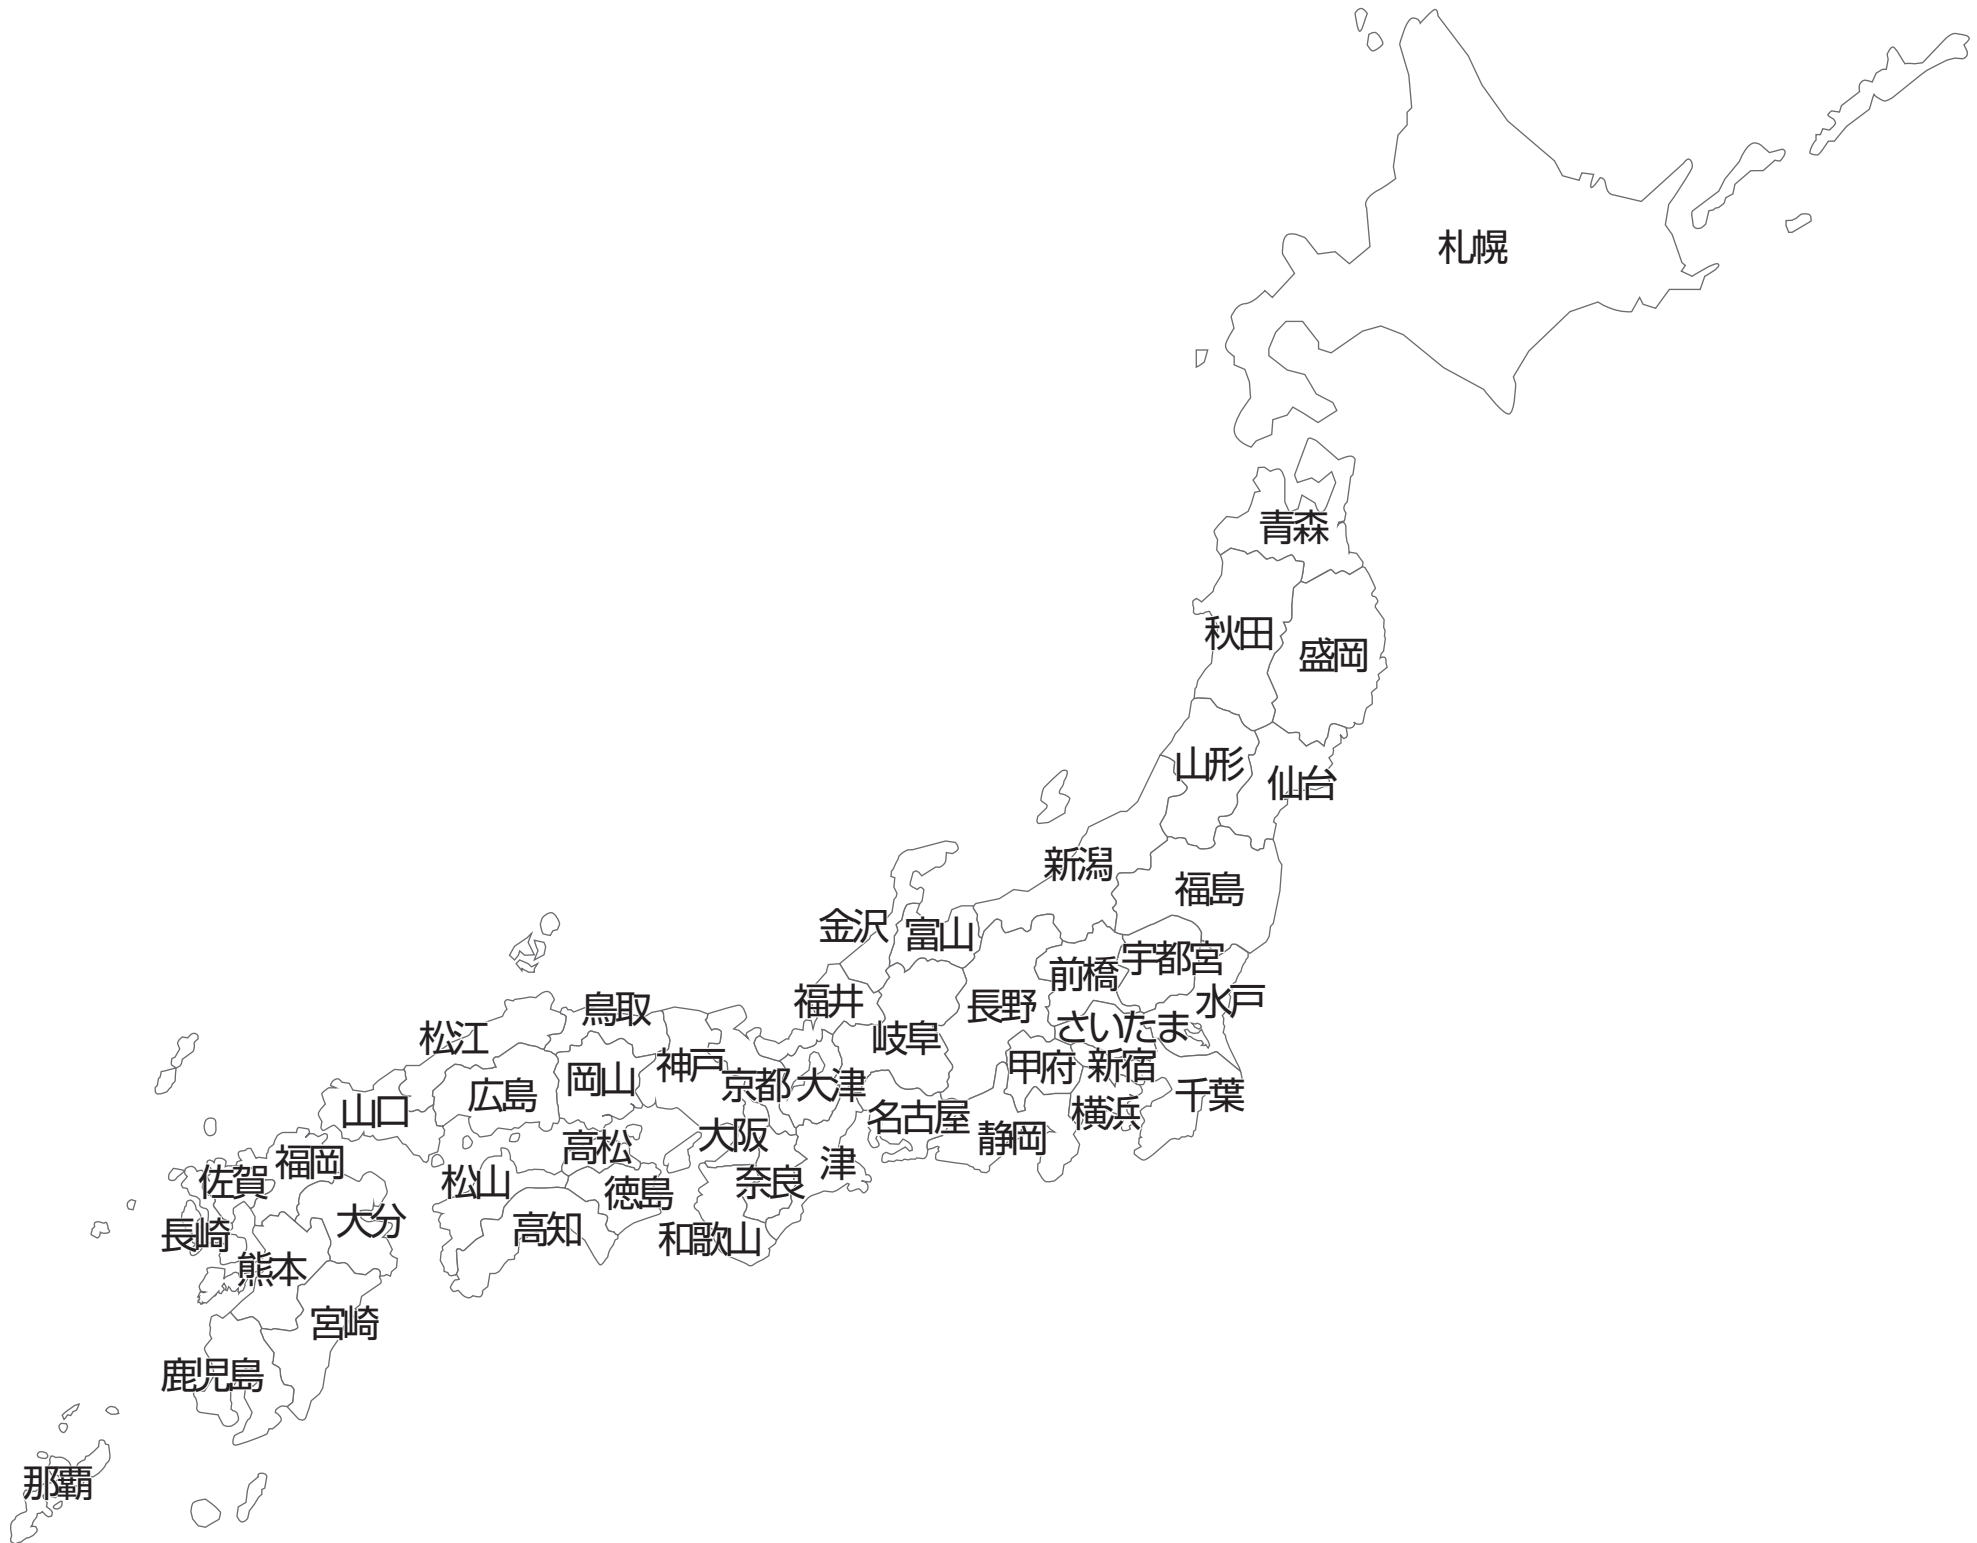 札幌
青森
秋田
盛岡
山形
仙台
新潟
福島
金沢
富山
宇都宮
前橋
福井
長野
水戸
鳥取
さいたま
松江
岐阜
神戸
甲府
新宿
岡山
京都
大津
広島
千葉
山口
横浜
名古屋
大阪
静岡
高松
福岡
津
佐賀
松山
奈良
徳島
大分
高知
長崎
和歌山
熊本
宮崎
鹿児島
那覇